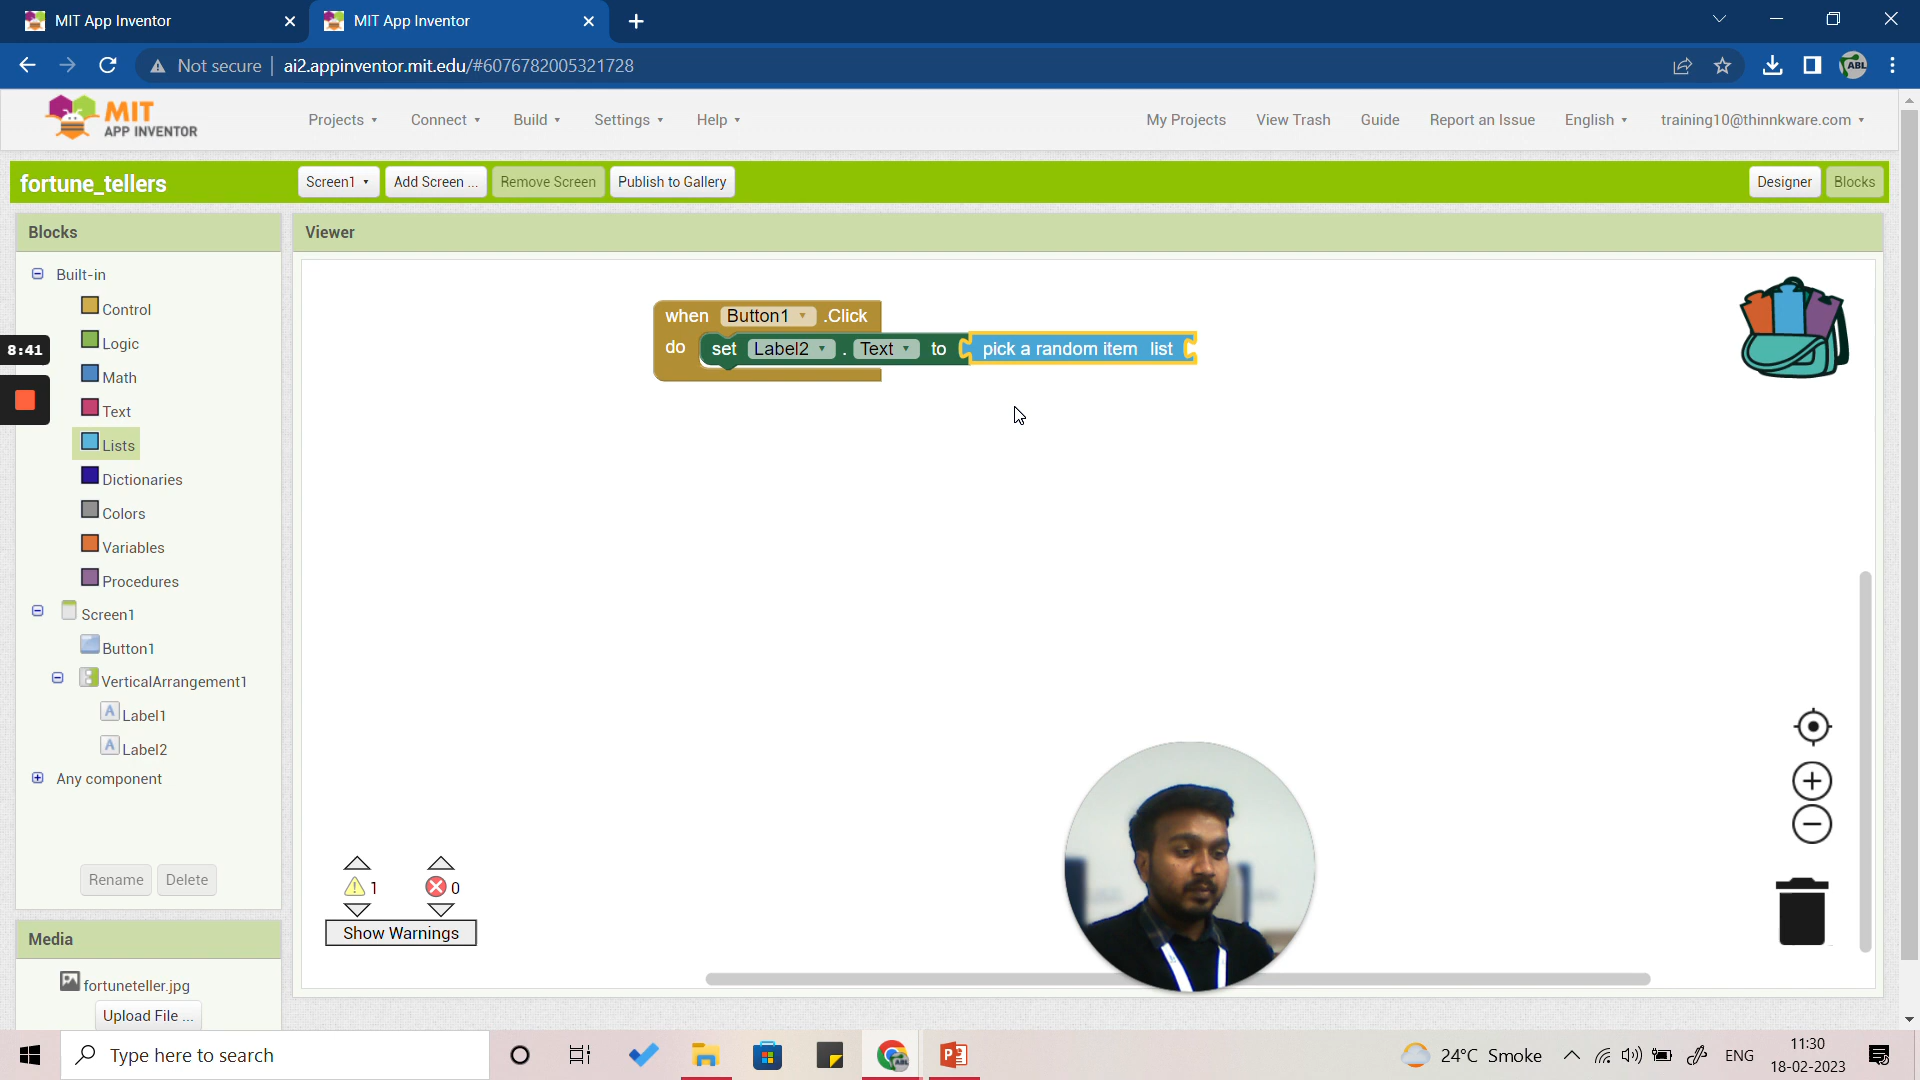 MIT App Inventor
MIT App Inventor
Not secure
ai2.appinventor.mit.edu/#6076782005321728
ABL
MIT
APP INVENTOR
Projects
Connect
Build
Settings
Help
My Projects
View Trash
Guide
Report an Issue
English
training10@thinnkware.com
fortune_tellers
Screen1
Add Screen ...
Remove Screen
Publish to Gallery
Designer
Blocks
Blocks
Viewer
Built-in
Control
Logic
Math
Text
Lists
Dictionaries
Colors
Variables
Procedures
Screen1
Button1
VerticalArrangement1
A Label1
A Label2
Any component
Rename
Delete
Media
fortuneteller.jpg
Upload File ...
8:41
when Button1 .Click
do set Label2 . Text to pick a random item list
1
0
Show Warnings
Type here to search
24°C Smoke
ENG
11:30
18-02-2023